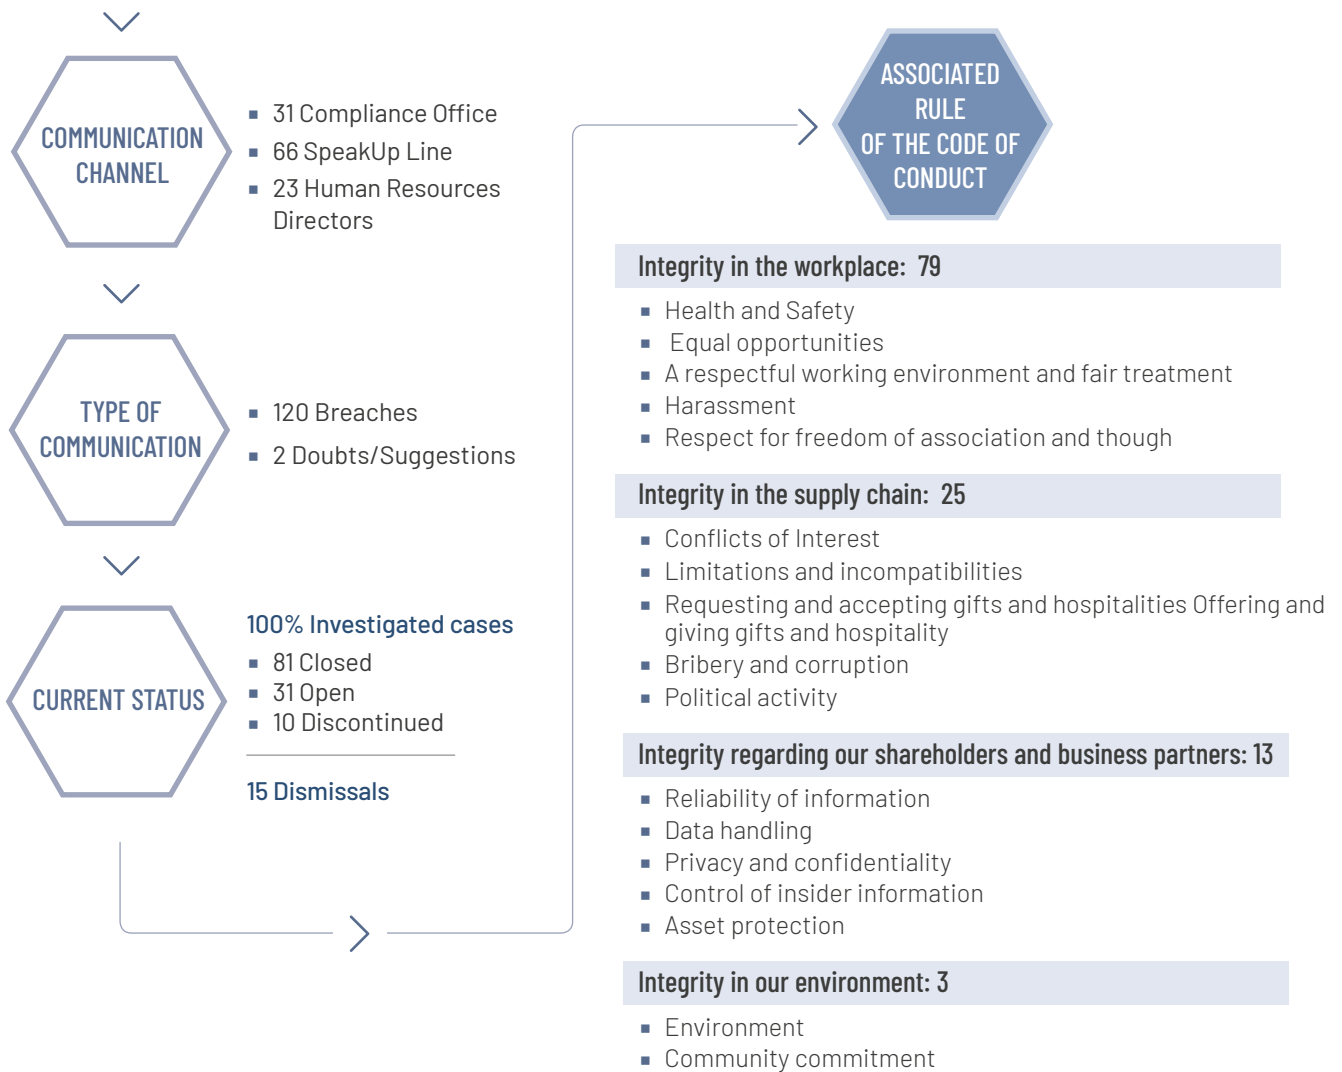 COMMUNICATION
CHANNEL
31 Compliance Office
66 SpeakUp Line
23 Human Resources
Directors
TYPE OF
COMMUNICATION
120 Breaches
2 Doubts/Suggestions
CURRENT STATUS
100% Investigated cases
81 Closed
31 Open
10 Discontinued
15 Dismissals
ASSOCIATED
RULE
OF THE CODE OF
CONDUCT
Integrity in the workplace: 79
Health and Safety
Equal opportunities
A respectful working environment and fair treatment
Harassment
Respect for freedom of association and though
Integrity in the supply chain: 25
Conflicts of Interest
Limitations and incompatibilities
Requesting and accepting gifts and hospitalities Offering and
giving gifts and hospitality
Bribery and corruption
Political activity
Integrity regarding our shareholders and business partners: 13
Reliability of information
Data handling
Privacy and confidentiality
Control of insider information
Asset protection
Integrity in our environment: 3
Environment
Community commitment